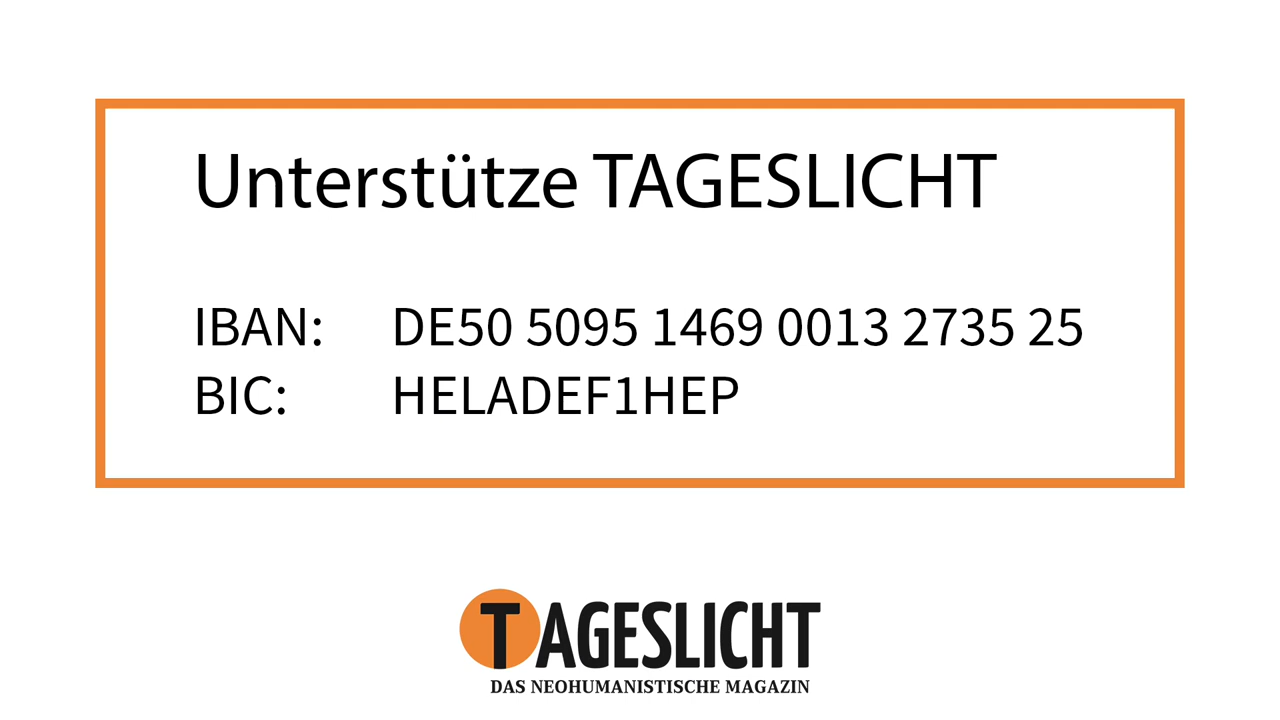 Unterstütze TAGESLICHT
IBAN: DE50 5095 1469 0013 2735 25
BIC: HELADEF1HEP
TAGESLICHT
DAS NEOHUMANISTISCHE MAGAZIN